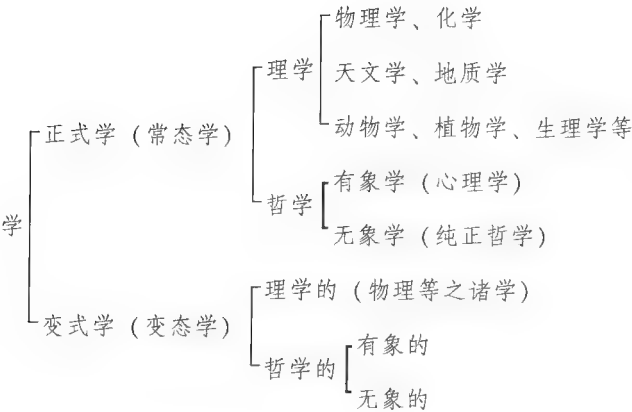 物理学、化学
理学
天文学、地质学
正式学（常态学）
动物学、植物学、生理学等
有象学（心理学）
哲学
学
无象学（纯正哲学）
理学的（物理等之诸学）
变式学（变态学）
有象的
哲学的
无象的